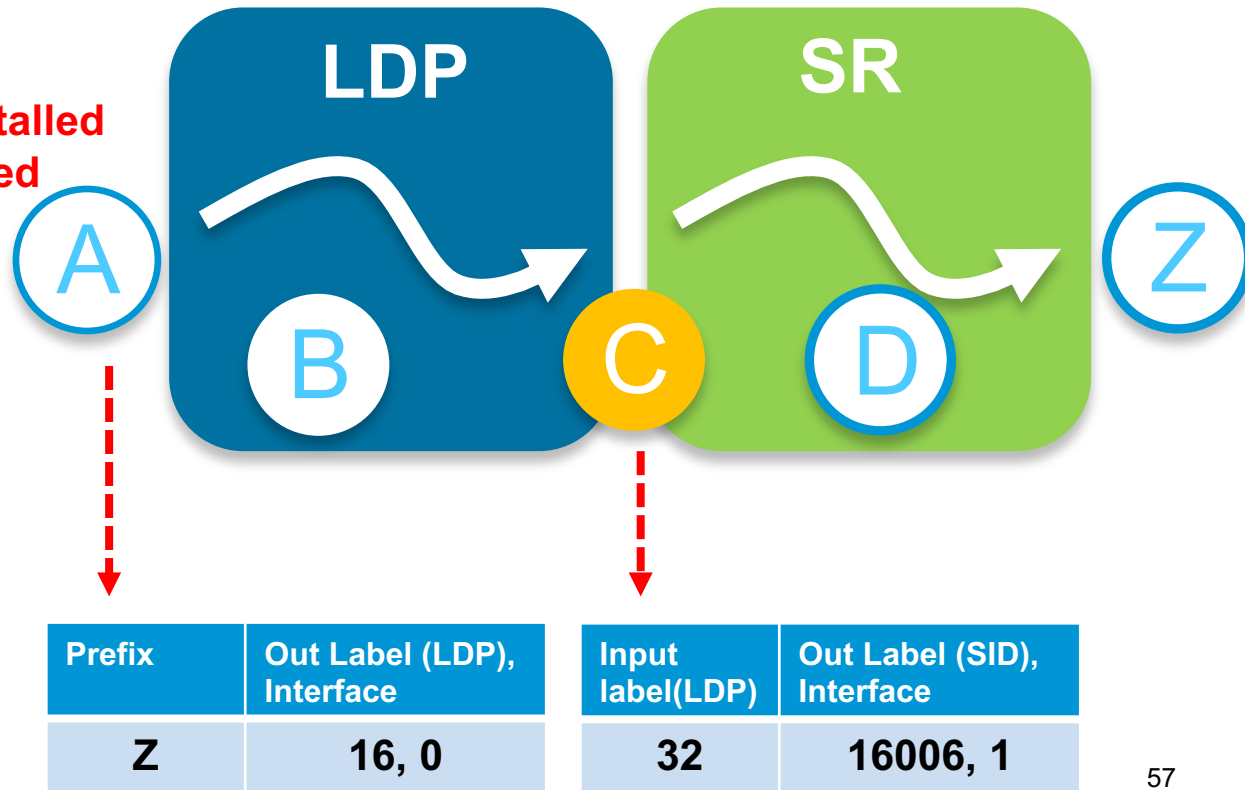 LDP
SR
talled
ed
A
B
C
D
Z
Prefix
Out Label (LDP),
Interface
Z
16, 0
Input
label(LDP)
Out Label (SID),
Interface
32
16006, 1
57